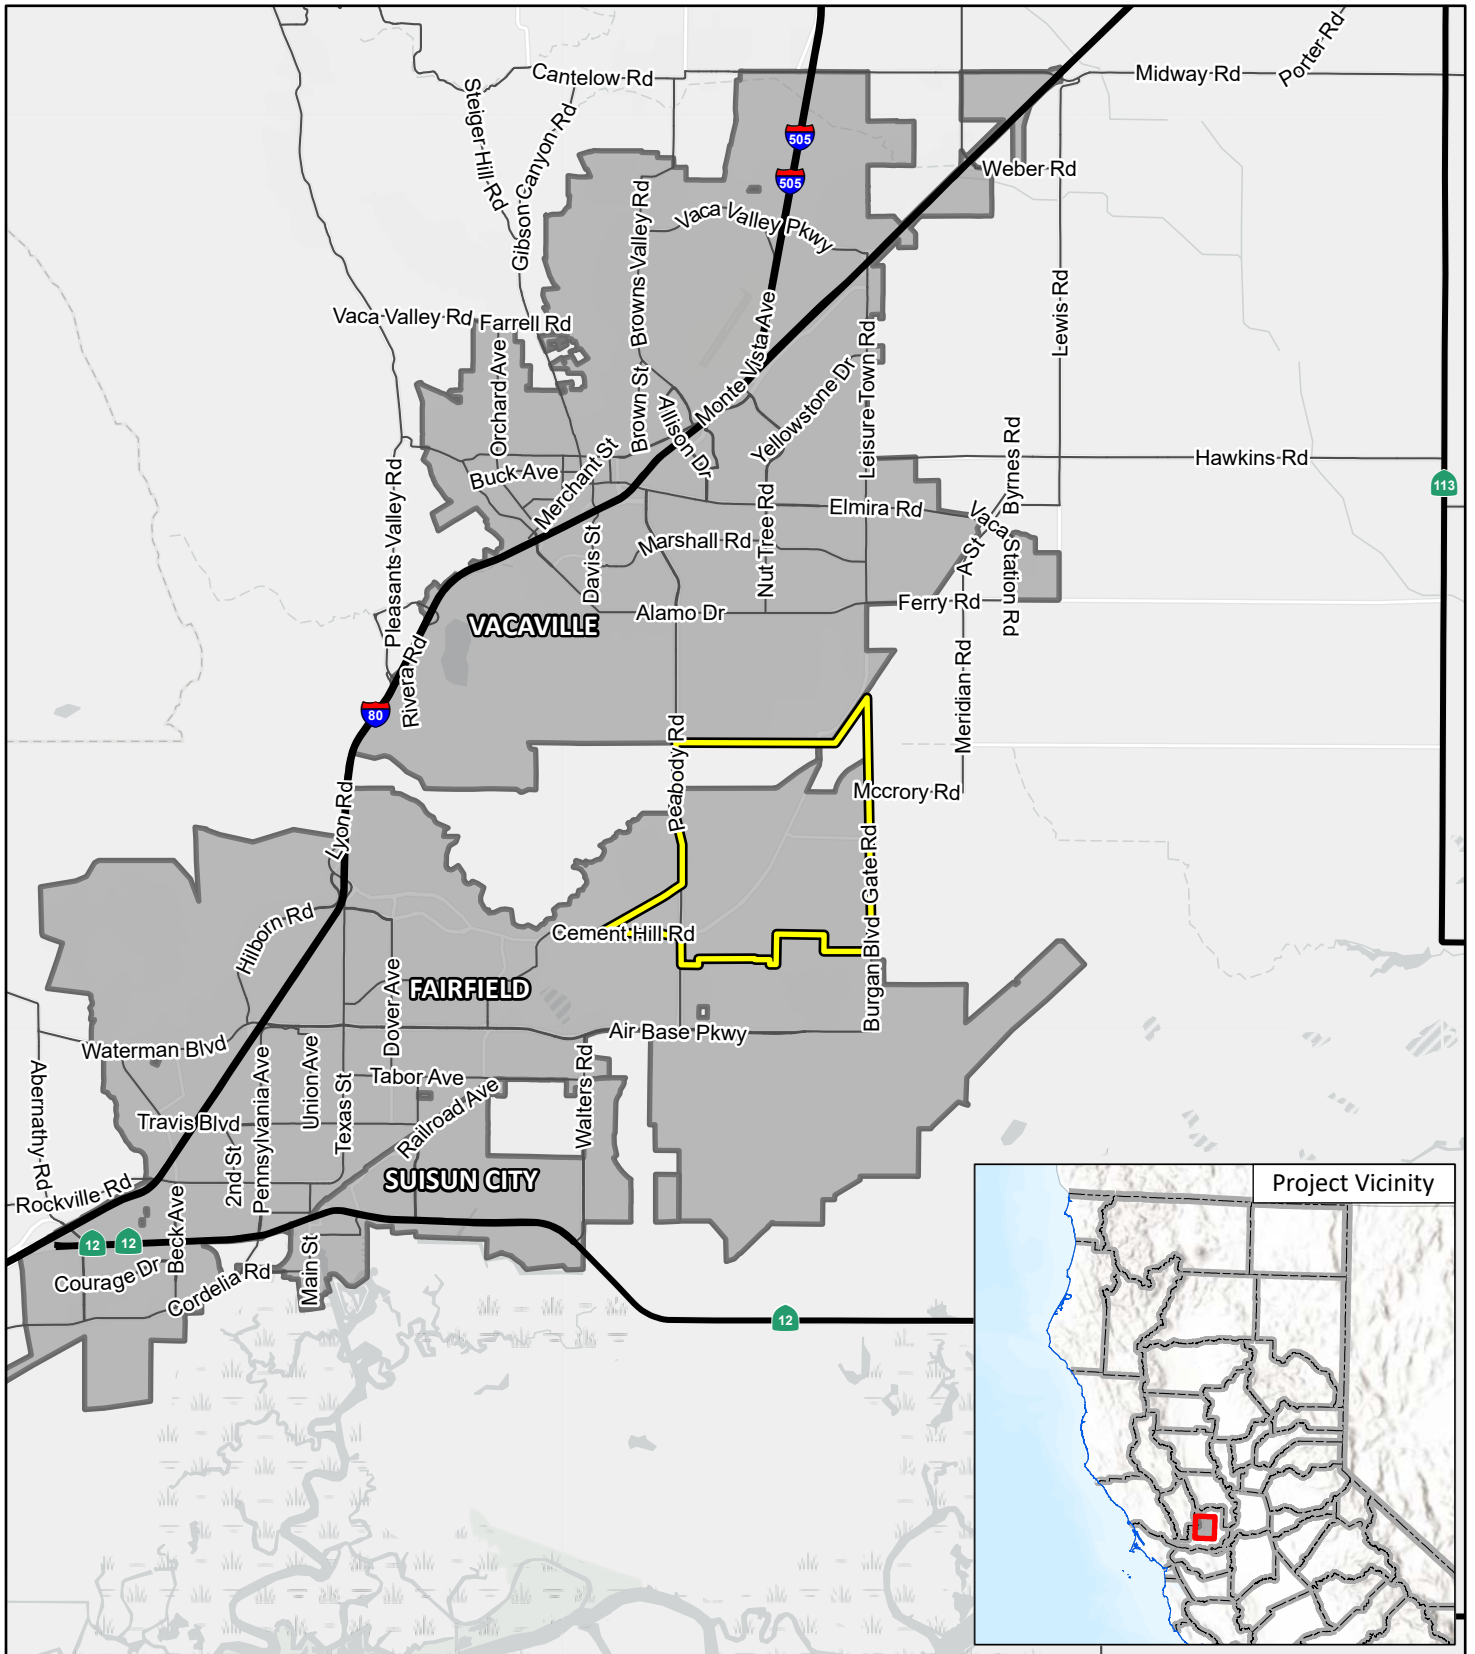 Cantelow Rd
Midway Rd
Porter Rd
Steiger Hill Rd
Gibson Canyon Rd
505
505
Weber Rd
Browns Valley Rd
Vaca Valley Pkwy
Lewis Rd
Vaca Valley Rd
Farrell Rd
Monte Vista Ave
Leisure Town Rd
Orchard Ave
Brown St
Allison Dr
Yellowstone Dr
Byrnes Rd
Hawkins Rd
113
Buck Ave
Merchant St
Pleasants Valley Rd
Nut Tree Rd
Elmira Rd
Vaca Station Rd
A St
Davis St
Marshall Rd
Ferry Rd
Alamo Dr
VACAVILLE
Rivera Rd
Meridian Rd
80
Peabody Rd
Mccrory Rd
Lyon Rd
Gate Rd
Hilborn Rd
Cement Hill Rd
Burgan Blvd
FAIRFIELD
Dover Ave
Air Base Pkwy
Waterman Blvd
Abernathy Rd
Pennsylvania Ave
Union Ave
Texas St
Tabor Ave
Walters Rd
Travis Blvd
Railroad Ave
2nd St
SUISUN CITY
Rockville Rd
Beck Ave
12
12
Main St
Courage Dr
Cordelia Rd
12
Project Vicinity